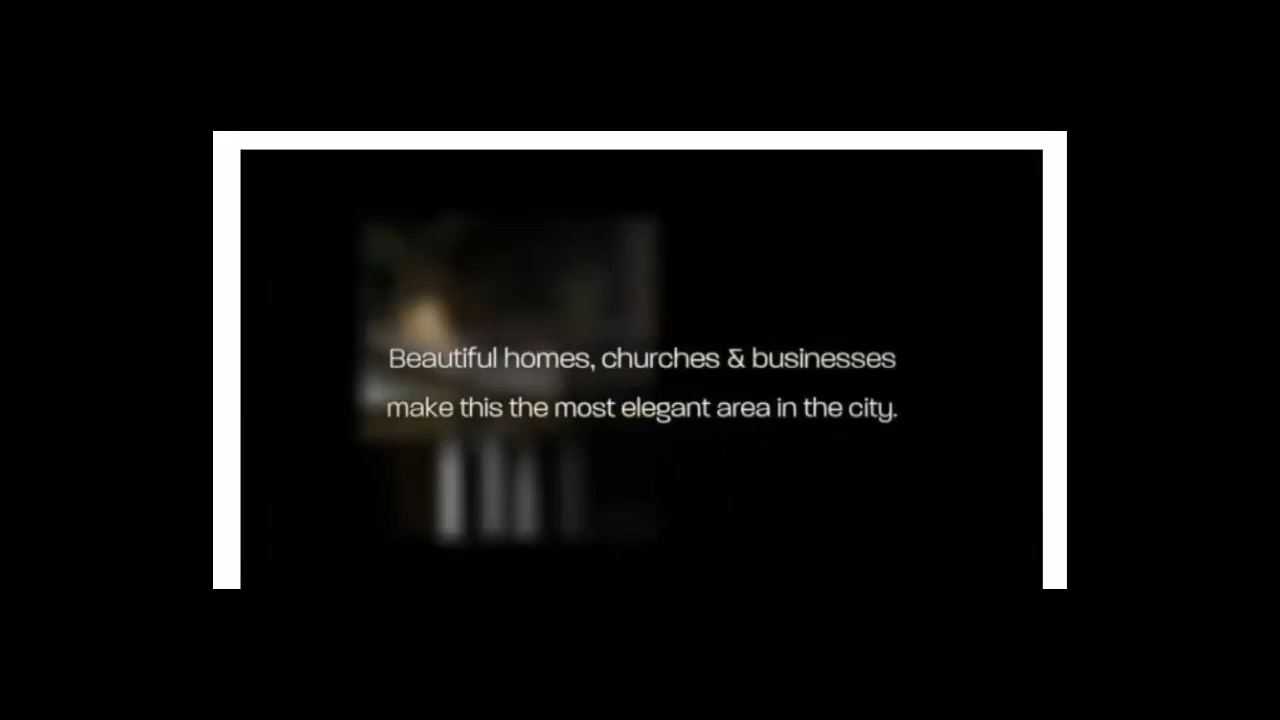 Beautiful homes, churches & businesses
make this the most elegant area in the city.